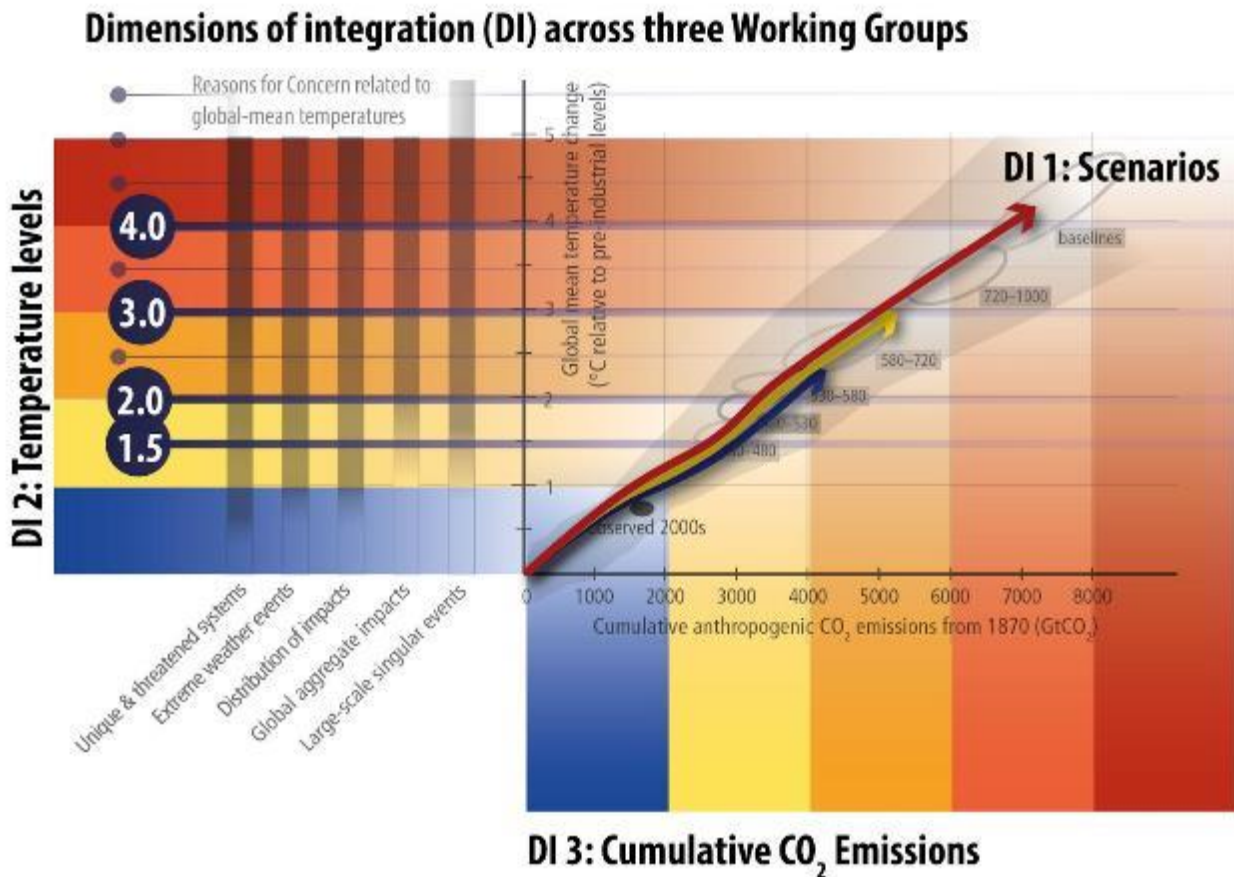 Dimensions of integration (DI) across three Working Groups
Reasons for Concern related to
global-mean temperatures
Global mean temperature change
(°C relative to pre-industrial levels)
5
4
3
2
1
DI 1: Scenarios
baselines
720–1000
580–720
530–580
observed 2000s
DI 2: Temperature levels
4.0
3.0
2.0
1.5
0
1000
2000
3000
4000
5000
6000
7000
8000
Cumulative anthropogenic CO₂ emissions from 1870 (GtCO₂)
Unique & threatened systems
Extreme weather events
Distribution of impacts
Global aggregate impacts
Large-scale singular events
DI 3: Cumulative CO₂ Emissions